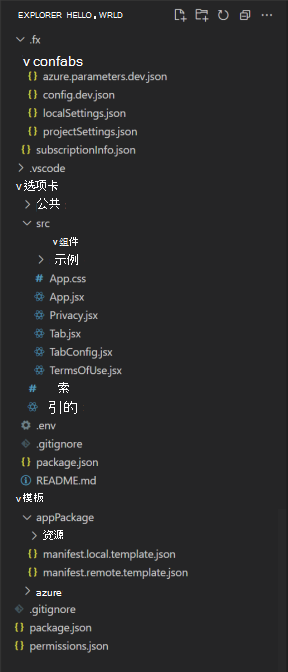 EXPLORER HELLO,WRLD
.fx
v confabs
azure.parameters.dev.json
config.dev.json
localSettings.json
projectSettings.json
subscriptionInfo.json
.vscode
v选项卡
公共
src
v组件
示例
App.css
App.jsx
Privacy.jsx
Tab.jsx
TabConfig.jsx
TermsOfUse.jsx
# 索
引的
.env
.gitignore
package.json
README.md
v模板
appPackage
资源
manifest.local.template.json
manifest.remote.template.json
azure
.gitignore
package.json
permissions.json